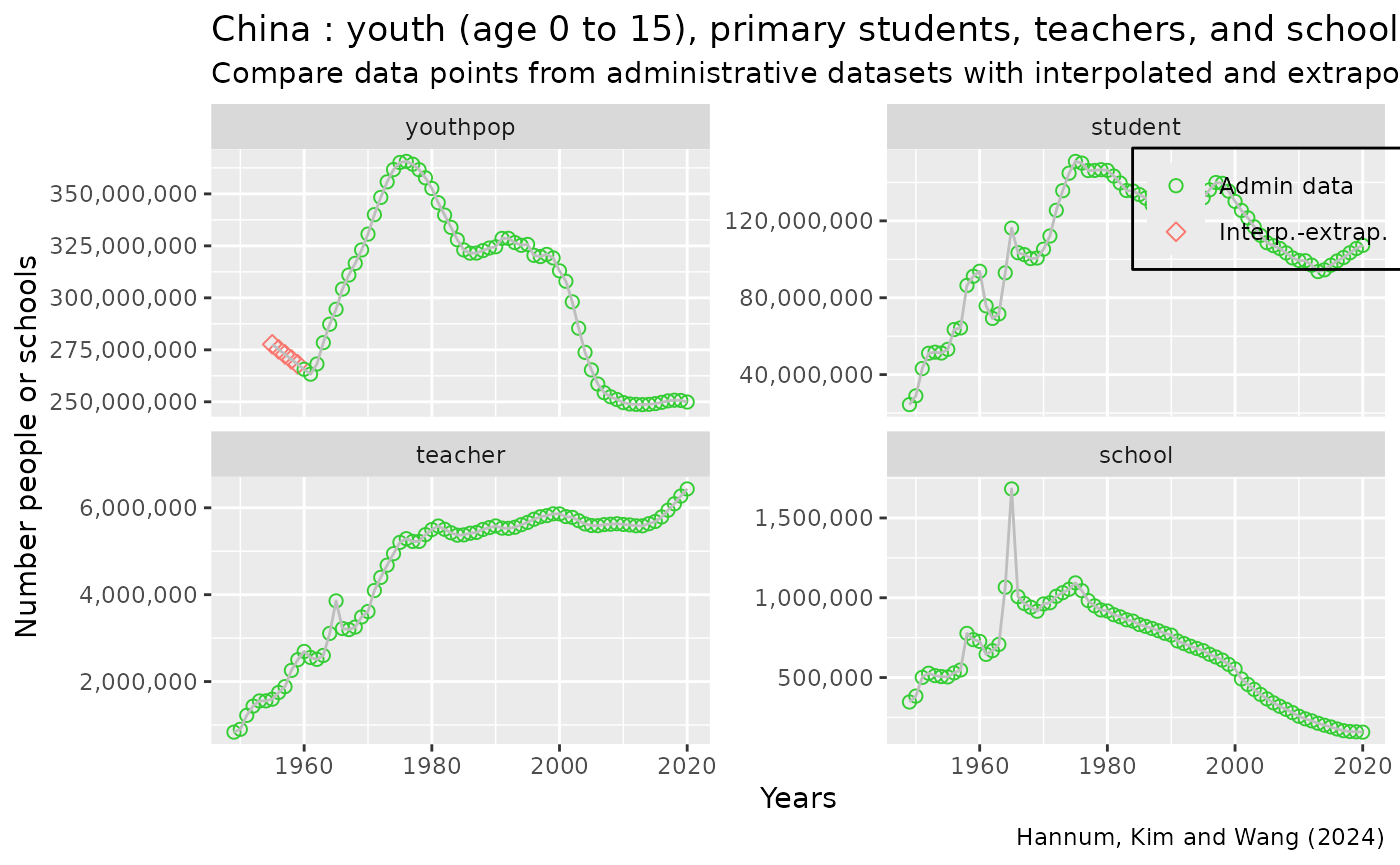 China : youth (age 0 to 15), primary students, teachers, and school
Compare data points from administrative datasets with interpolated and extrapo
Number people or schools
youthpop
350,000,000
325,000,000
300,000,000
275,000,000
250,000,000
student
120,000,000
80,000,000
40,000,000
Admin data
Interp.-extrap.
teacher
6,000,000
4,000,000
2,000,000
1960 1980 2000 2020
school
1,500,000
1,000,000
500,000
1960 1980 2000 2020
Years
Hannum, Kim and Wang (2024)